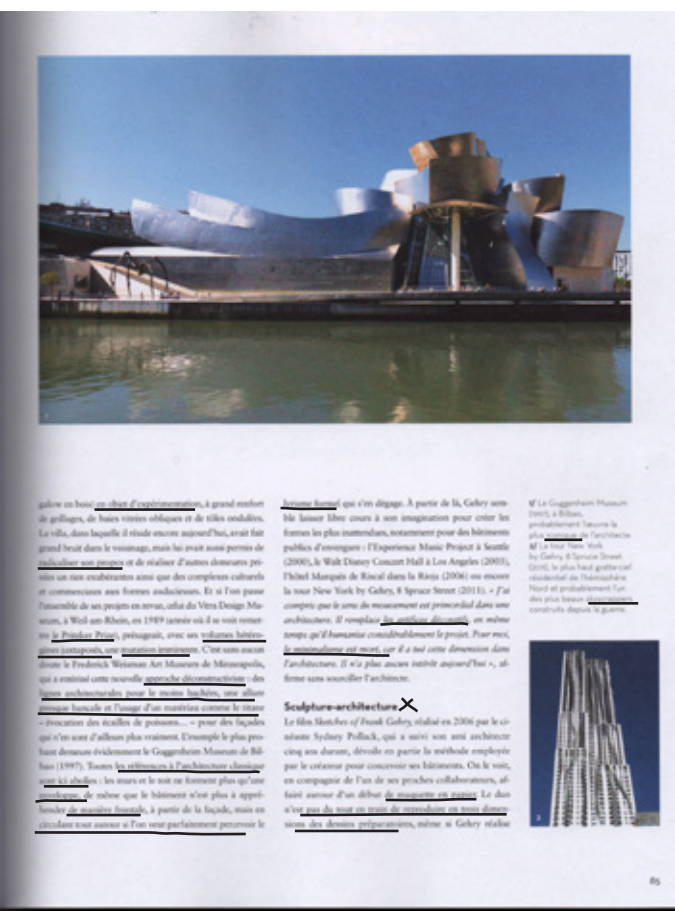 galow en bois) en objet d'expérimentation, à grand renfort
de grillages, de baies vitrées obliques et de tôles ondulées.
La villa, dans laquelle il réside encore aujourd'hui, avait fait
grand bruit dans le voisinage, mais lui avait aussi permis de
radicaliser son propos et de réaliser d'autres demeures pri-
vées un rien exubérantes ainsi que des complexes culturels
et commerciaux aux formes audacieuses. Et si l'on passe
l'ensemble de ses projets en revue, celui du Vitra Design Mu-
seum, à Weil-am-Rhein, en 1989 (année où il se voit remet-
tre le Pritzker Prize), présageait, avec ses volumes hétéro-
gènes juxtaposés, une mutation imminente. C'est sans aucun
doute le Frederick Weisman Art Museum de Minneapolis,
qui a entériné cette nouvelle approche déconstructiviste : des
lignes architecturales pour le moins hachées, une allure
presque bancale et l'usage d'un matériau comme le titane
– évocation des écailles de poissons… – pour des façades
qui n'en sont d'ailleurs plus vraiment. L'exemple le plus pro-
bant demeure évidemment le Guggenheim Museum de Bil-
bao (1997). Toutes les références à l'architecture classique
sont ici abolies : les murs et le toit ne forment plus qu'une
enveloppe, de même que le bâtiment n'est plus à appré-
hender de manière frontale, à partir de la façade, mais en
circulant tout autour si l'on veut parfaitement percevoir le
lyrisme formel qui s'en dégage. À partir de là, Gehry sem-
ble laisser libre cours à son imagination pour créer les
formes les plus inattendues, notamment pour des bâtiments
publics d'envergure : l'Experience Music Project à Seattle
(2000), le Walt Disney Concert Hall à Los Angeles (2003),
l'hôtel Marqués de Riscal dans la Rioja (2006) ou encore
la tour New York by Gehry, 8 Spruce Street (2011). « J'ai
compris que le sens du mouvement est primordial dans une
architecture. Il remplace les artifices décoratifs, en même
temps qu'il humanise considérablement le projet. Pour moi,
le minimalisme est mort, car il a tué cette dimension dans
l'architecture. Il n'a plus aucun intérêt aujourd'hui », af-
firme sans sourciller l'architecte.
Sculpture-architecture
Le film Sketches of Frank Gehry, réalisé en 2006 par le ci-
néaste Sydney Pollack, qui a suivi son ami architecte
cinq ans durant, dévoile en partie la méthode employée
par le créateur pour concevoir ses bâtiments. On le voit,
en compagnie de l'un de ses proches collaborateurs, af-
fairé autour d'un début de maquette en papier. Le duo
n'est pas du tout en train de reproduire en trois dimen-
sions des dessins préparatoires, même si Gehry réalise
1/ Le Guggenheim Museum
(1997), à Bilbao,
probablement l'œuvre la
plus iconique de l'architecte.
2/ La tour New York
by Gehry, 8 Spruce Street
(2011), le plus haut gratte-ciel
résidentiel de l'hémisphère
Nord et probablement l'un
des plus beaux skyscrapers
construits depuis la guerre.
2
85